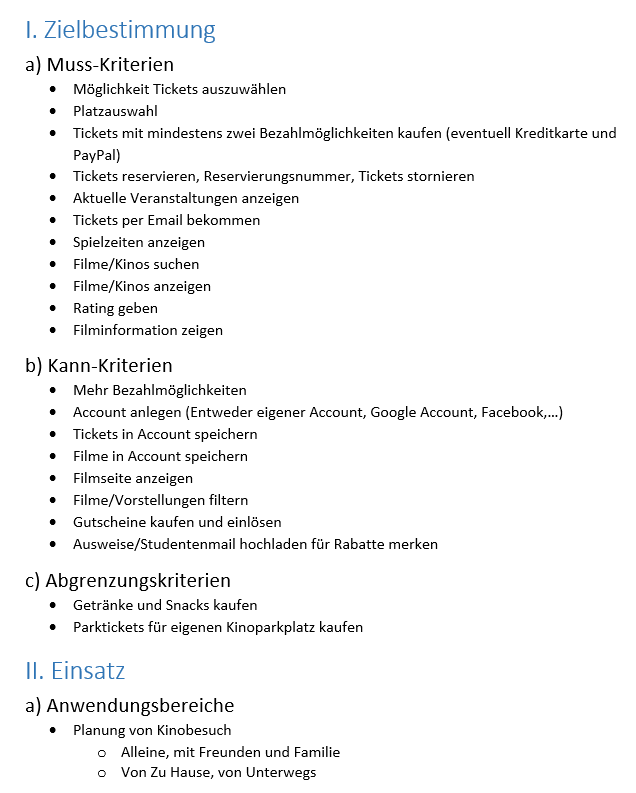 I. Zielbestimmung
a) Muss-Kriterien
• Möglichkeit Tickets auszuwählen
• Platzauswahl
• Tickets mit mindestens zwei Bezahlmöglichkeiten kaufen (eventuell Kreditkarte und
PayPal)
• Tickets reservieren, Reservierungsnummer, Tickets stornieren
• Aktuelle Veranstaltungen anzeigen
• Tickets per Email bekommen
• Spielzeiten anzeigen
• Filme/Kinos suchen
• Filme/Kinos anzeigen
• Rating geben
• Filminformation zeigen
b) Kann-Kriterien
• Mehr Bezahlmöglichkeiten
• Account anlegen (Entweder eigener Account, Google Account, Facebook,...)
• Tickets in Account speichern
• Filme in Account speichern
• Filmseite anzeigen
• Filme/Vorstellungen filtern
• Gutscheine kaufen und einlösen
• Ausweise/Studentenmail hochladen für Rabatte merken
c) Abgrenzungskriterien
• Getränke und Snacks kaufen
• Parktickets für eigenen Kinoparkplatz kaufen
II. Einsatz
a) Anwendungsbereiche
• Planung von Kinobesuch
o Alleine, mit Freunden und Familie
o Von Zu Hause, von Unterwegs